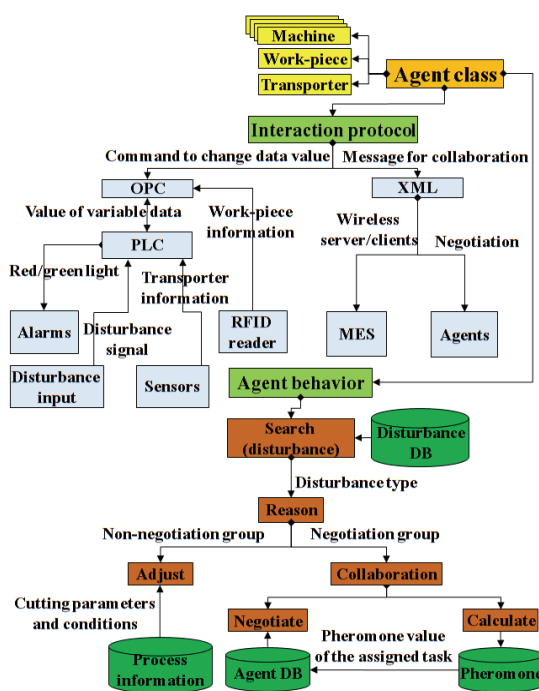 Machine
Work-piece
Transporter
Agent class
Interaction protocol
Command to change data value
Message for collaboration
OPC
XML
Value of variable data
Work-piece
information
Wireless
server/clients
Negotiation
PLC
Red/green light
Transporter
information
Alarms
Disturbance
signal
RFID
reader
MES
Agents
Disturbance
input
Sensors
Agent behavior
Search
(disturbance)
Disturbance
DB
Disturbance type
Reason
Non-negotiation group
Negotiation group
Adjust
Collaboration
Cutting parameters
and conditions
Negotiate
Calculate
Pheromone value
of the assigned task
Process
information
Agent DB
Pheromone